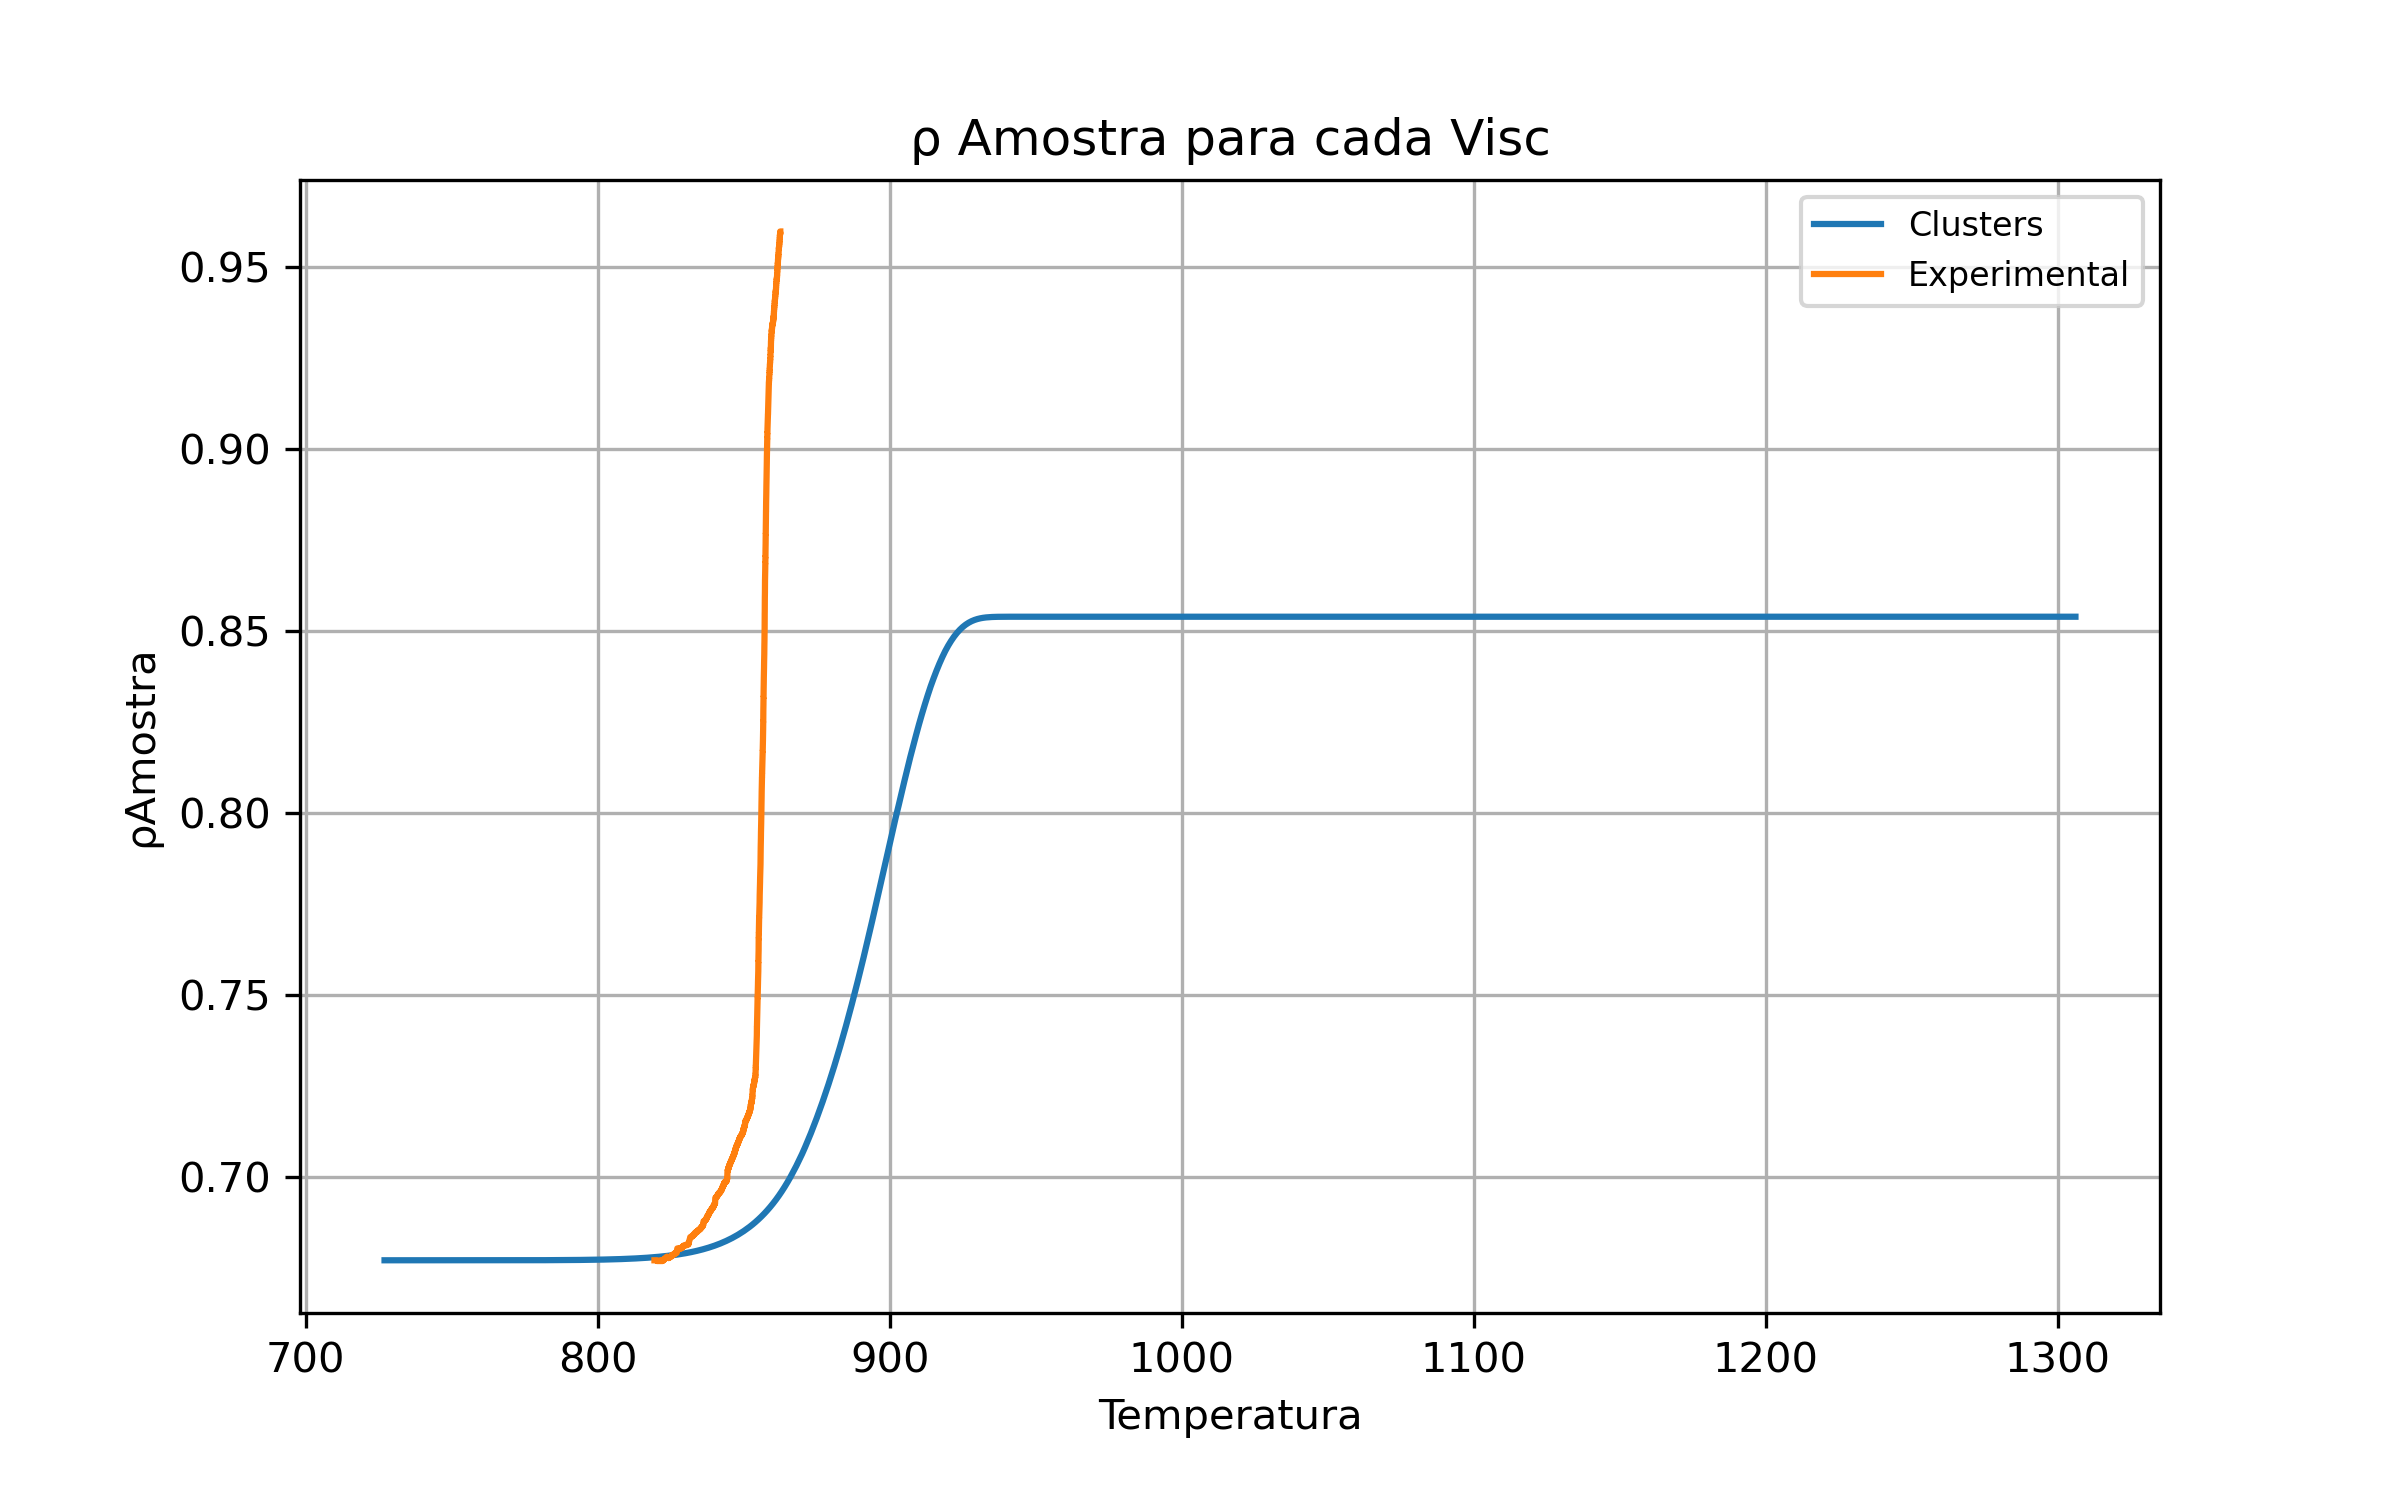 ρ Amostra para cada Visc
Clusters
Experimental
0.95
0.90
0.85
0.80
0.75
0.70
ρAmostra
700 800 900 1000 1100 1200 1300
Temperatura